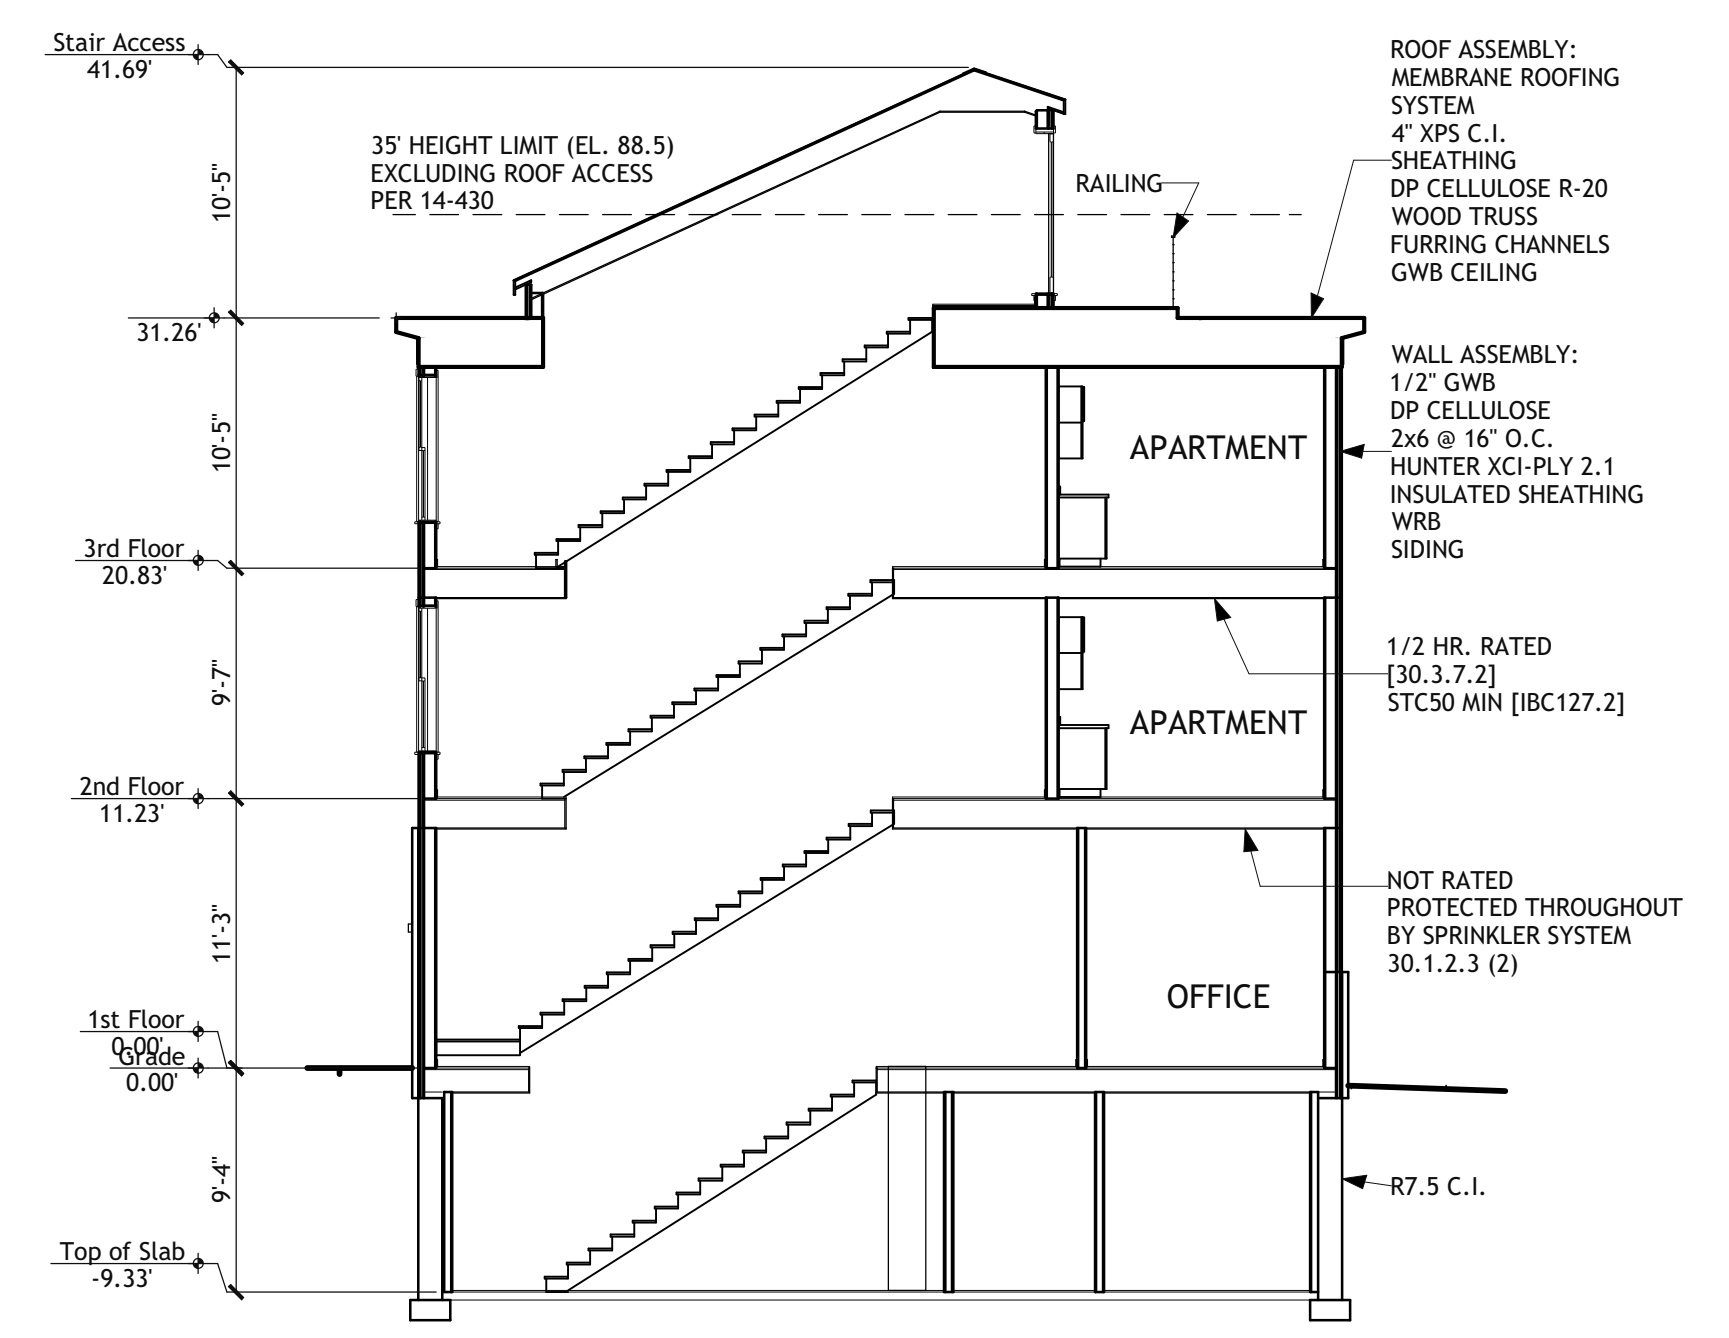 Stair Access
41.69'
10'-5"
31.26'
10'-5"
3rd Floor
20.83'
9'-7"
2nd Floor
11.23'
11'-3"
1st Floor
0.00'
Grade
0.00'
9'-4"
Top of Slab
-9.33'
35' HEIGHT LIMIT (EL. 88.5)
EXCLUDING ROOF ACCESS
PER 14-430
RAILING
APARTMENT
APARTMENT
OFFICE
ROOF ASSEMBLY:
MEMBRANE ROOFING
SYSTEM
4" XPS C.I.
SHEATHING
DP CELLULOSE R-20
WOOD TRUSS
FURRING CHANNELS
GWB CEILING
WALL ASSEMBLY:
1/2" GWB
DP CELLULOSE
2x6 @ 16" O.C.
HUNTER XCI-PLY 2.1
INSULATED SHEATHING
WRB
SIDING
1/2 HR. RATED
[30.3.7.2]
STC50 MIN [IBC127.2]
NOT RATED
PROTECTED THROUGHOUT
BY SPRINKLER SYSTEM
30.1.2.3 (2)
R7.5 C.I.